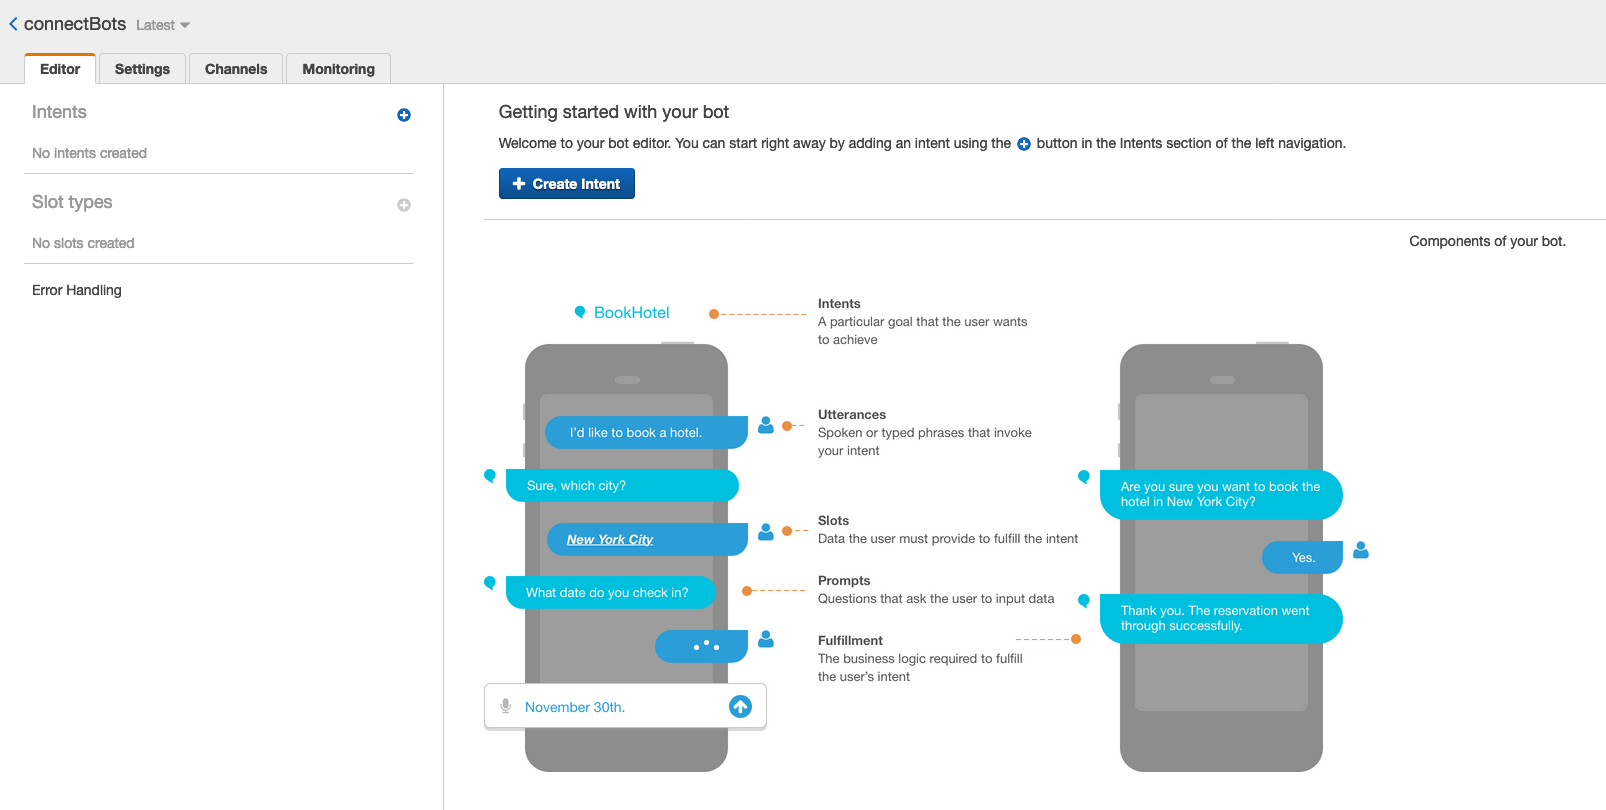 connectBots Latest
Editor Settings Channels Monitoring
Intents
No intents created
Slot types
No slots created
Error Handling
Getting started with your bot
Welcome to your bot editor. You can start right away by adding an intent using the button in the Intents section of the left navigation.
Create Intent
Components of your bot.
BookHotel
Intents
A particular goal that the user wants
to achieve
I'd like to book a hotel.
Utterances
Spoken or typed phrases that invoke
your intent
Sure, which city?
New York City
Slots
Data the user must provide to fulfill the intent
What date do you check in?
Prompts
Questions that ask the user to input data
Fulfillment
The business logic required to fulfill
the user's intent
November 30th.
Are you sure you want to book the
hotel in New York City?
Yes.
Thank you. The reservation went
through successfully.